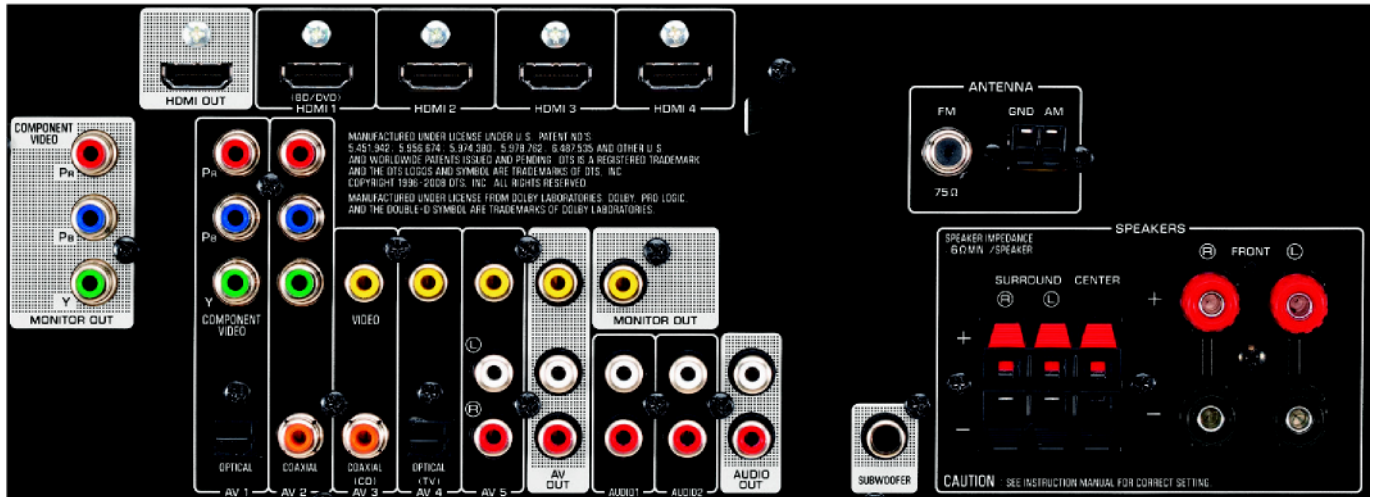 HDMI OUT
(BD/DVD)
HDMI 1
HDMI 2
HDMI 3
HDMI 4
COMPONENT
VIDEO
PR
PB
Y
MONITOR OUT
PR
PB
Y
COMPONENT
VIDEO
MANUFACTURED UNDER LICENSE UNDER U.S. PATENT NO'S
5,451,942; 5,956,674; 5,974,380; 5,978,762; 6,487,535 AND OTHER U.S.
AND WORLDWIDE PATENTS ISSUED AND PENDING. DTS IS A REGISTERED TRADEMARK
AND THE DTS LOGOS AND SYMBOL ARE TRADEMARKS OF DTS, INC.
COPYRIGHT 1996-2008 DTS, INC. ALL RIGHTS RESERVED.
MANUFACTURED UNDER LICENSE FROM DOLBY LABORATORIES. DOLBY, PRO LOGIC,
AND THE DOUBLE-D SYMBOL ARE TRADEMARKS OF DOLBY LABORATORIES.
VIDEO
MONITOR OUT
L
R
OPTICAL
AV 1
COAXIAL
AV 2
COAXIAL
(CD)
AV 3
OPTICAL
(TV)
AV 4
AV 5
AV
OUT
AUDIO1
AUDIO2
AUDIO
OUT
SUBWOOFER
ANTENNA
FM
GND AM
75Ω
SPEAKERS
SPEAKER IMPEDANCE
6ΩMIN. /SPEAKER
R FRONT L
SURROUND CENTER
R L
+
-
+
-
CAUTION : SEE INSTRUCTION MANUAL FOR CORRECT SETTING.